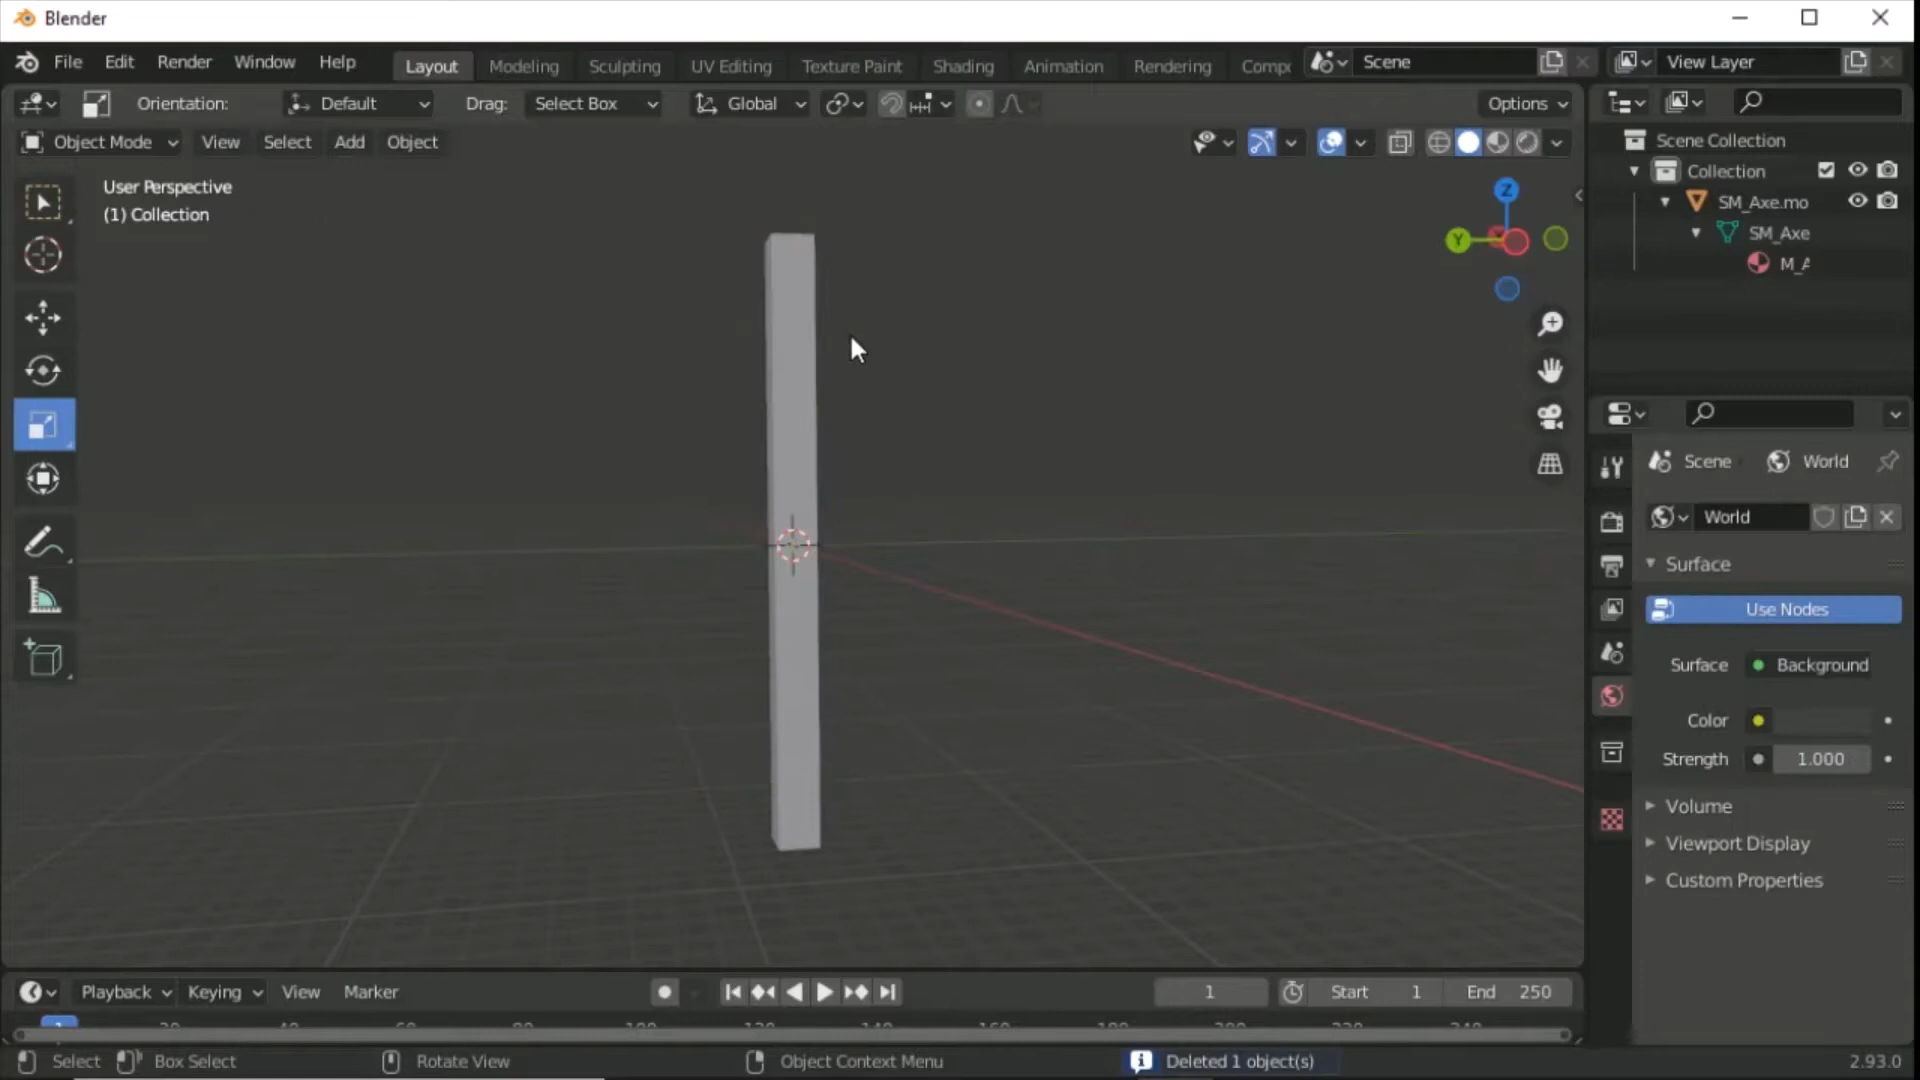 Blender
File Edit Render Window Help Layout Modeling Sculpting UV Editing Texture Paint Shading Animation Rendering Scene View Layer
Orientation: Default Drag: Select Box Global Options
Object Mode View Select Add Object
User Perspective
(1) Collection
Z
Y
Scene Collection
Collection
SM_Axe.mo
SM_Axe
Scene World
World
Surface
Use Nodes
Surface Background
Color
Strength 1.000
Volume
Viewport Display
Custom Properties
Playback Keying View Marker 1 Start 1 End 250
Select Box Select Rotate View Object Context Menu Deleted 1 object(s) 2.93.0